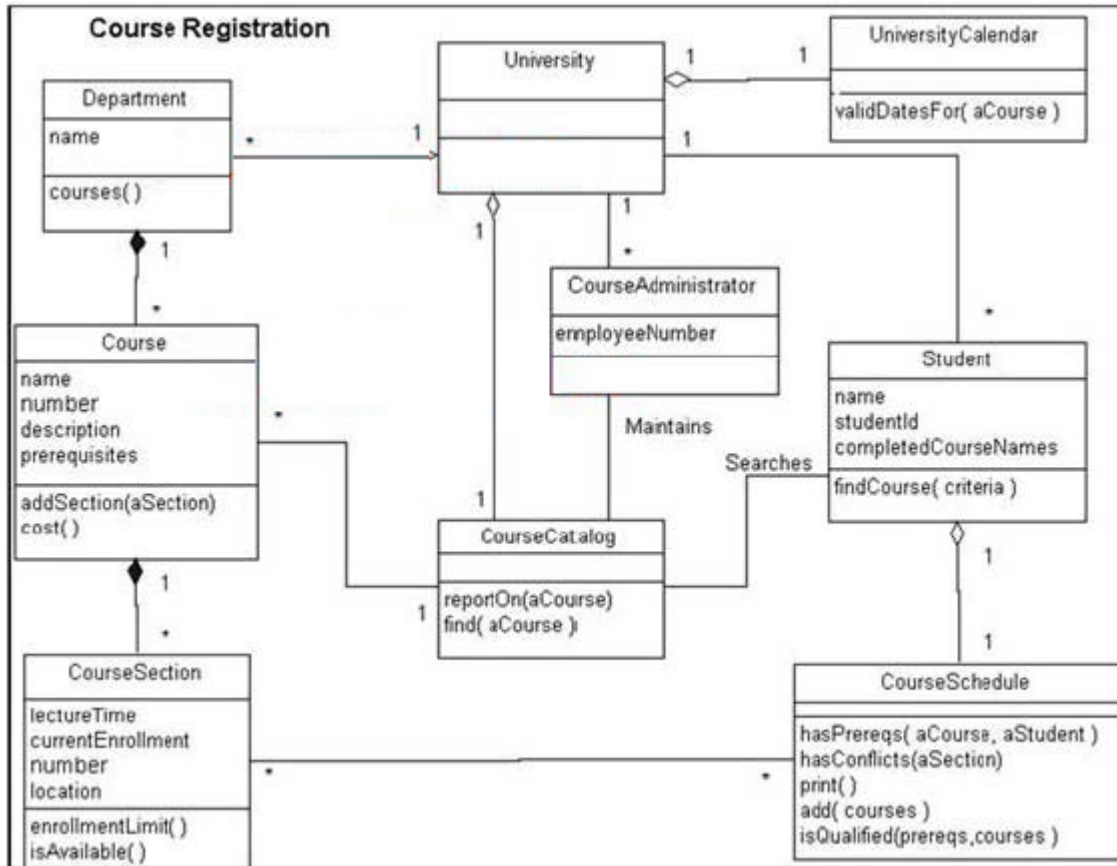 Course Registration
University
UniversityCalendar
validDatesFor( aCourse )
1
1
Department
name
courses( )
*
1
1
1
1
*
1
*
CourseAdministrator
ennployeeNumber
Course
name
number
description
prerequisites
addSection(aSection)
cost( )
*
Maintains
*
Student
name
studentId
completedCourseNames
findCourse( criteria )
Searches
1
CourseCatalog
reportOn(aCourse)
find( aCourse )
1
1
*
1
1
CourseSection
lectureTime
currentEnrollment
number
location
enrollmentLimit( )
isAvailable( )
*
*
CourseSchedule
hasPrereqs( aCourse, aStudent )
hasConflicts(aSection)
print( )
add( courses )
isQualified(prereqs,courses )